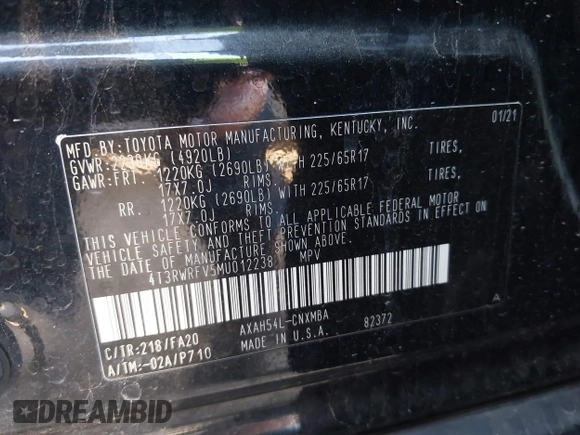 MFD BY:TOYOTA MOTOR MANUFACTURING, KENTUCKY, INC. 01/21
GVWR: (4920LB)
GAWR:FRT. 1220KG (2690LB) WITH 225/65R17 TIRES,
17X7.0J RIMS.
RR. 1220KG (2690LB) WITH 225/65R17 TIRES,
17X7.0J RIMS.
THIS VEHICLE CONFORMS TO ALL APPLICABLE FEDERAL MOTOR
VEHICLE SAFETY AND THEFT PREVENTION STANDARDS IN EFFECT ON
THE DATE OF MANUFACTURE SHOWN ABOVE.
4T3RWRFV5MU012238 MPV
C/TR:218/FA20 AXAH54L-CNXMBA 82372 A
A/TM:-02A/P710 MADE IN U.S.A.
DREAMBID